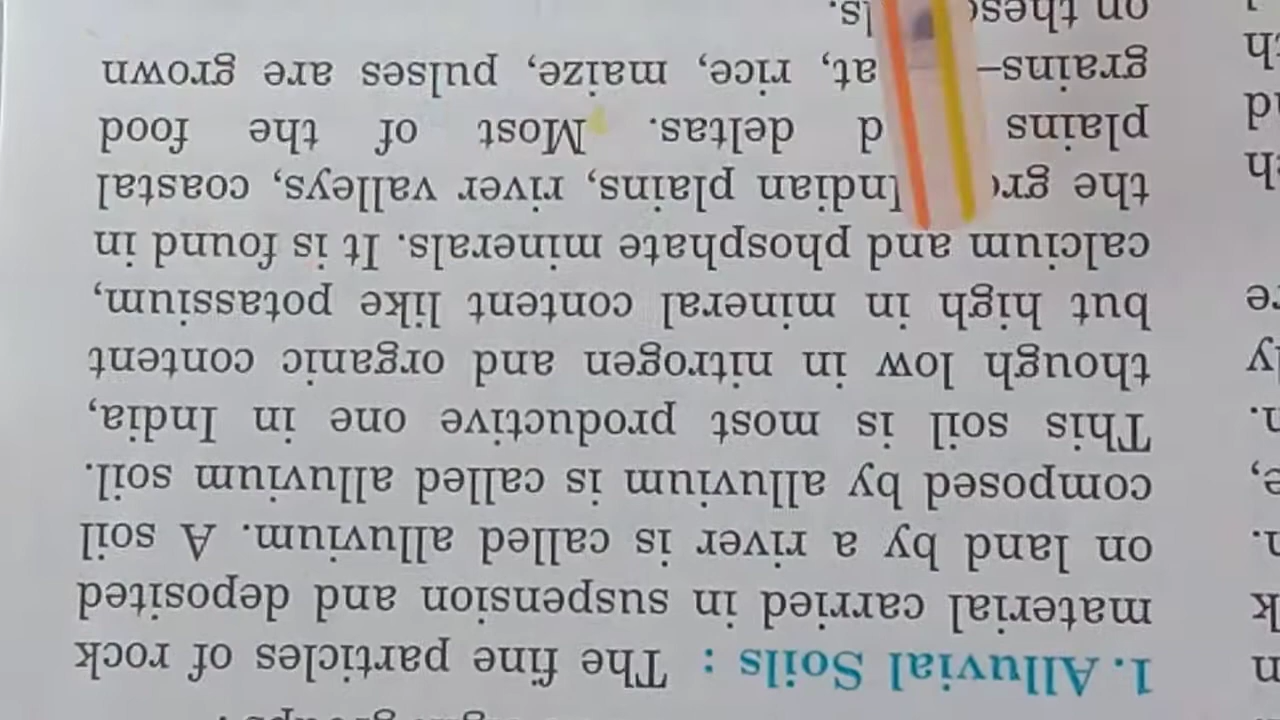 1. Alluvial Soils : The fine particles of rock
material carried in suspension and deposited
on land by a river is called alluvium. A soil
composed by alluvium is called alluvium soil.
This soil is most productive one in India,
though low in nitrogen and organic content
but high in mineral content like potassium,
calcium and phosphate minerals. It is found in
the Indian plains, river valleys, coastal
plains deltas. Most of the food
grains– rice, maize, pulses are grown
on